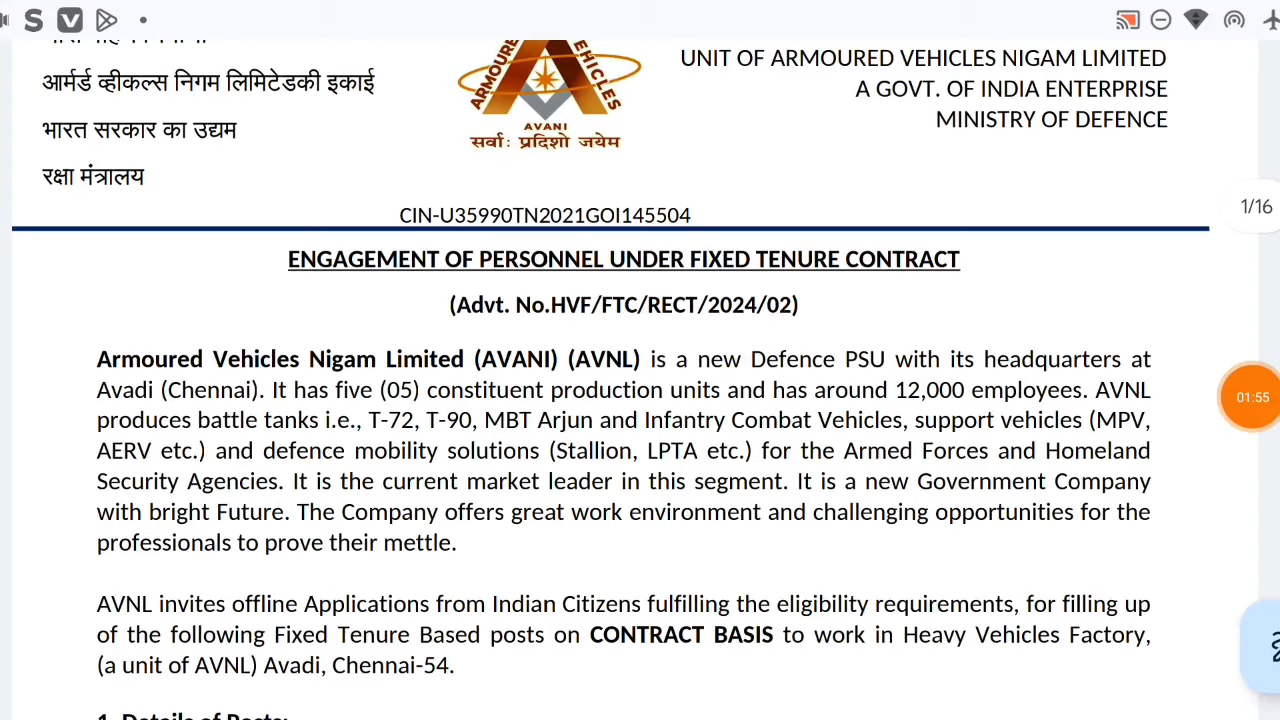 आर्मर्ड व्हीकल्स निगम लिमिटेडकी इकाई
भारत सरकार का उद्यम
रक्षा मंत्रालय
ARMOURED VEHICLES
AVANI
सर्वाः प्रदिशो जयेम
UNIT OF ARMOURED VEHICLES NIGAM LIMITED
A GOVT. OF INDIA ENTERPRISE
MINISTRY OF DEFENCE
CIN-U35990TN2021GOI145504
1/16
ENGAGEMENT OF PERSONNEL UNDER FIXED TENURE CONTRACT
(Advt. No.HVF/FTC/RECT/2024/02)
Armoured Vehicles Nigam Limited (AVANI) (AVNL) is a new Defence PSU with its headquarters at
Avadi (Chennai). It has five (05) constituent production units and has around 12,000 employees. AVNL
produces battle tanks i.e., T-72, T-90, MBT Arjun and Infantry Combat Vehicles, support vehicles (MPV,
AERV etc.) and defence mobility solutions (Stallion, LPTA etc.) for the Armed Forces and Homeland
Security Agencies. It is the current market leader in this segment. It is a new Government Company
with bright Future. The Company offers great work environment and challenging opportunities for the
professionals to prove their mettle.
01:55
AVNL invites offline Applications from Indian Citizens fulfilling the eligibility requirements, for filling up
of the following Fixed Tenure Based posts on CONTRACT BASIS to work in Heavy Vehicles Factory,
(a unit of AVNL) Avadi, Chennai-54.
1. Details of Posts: